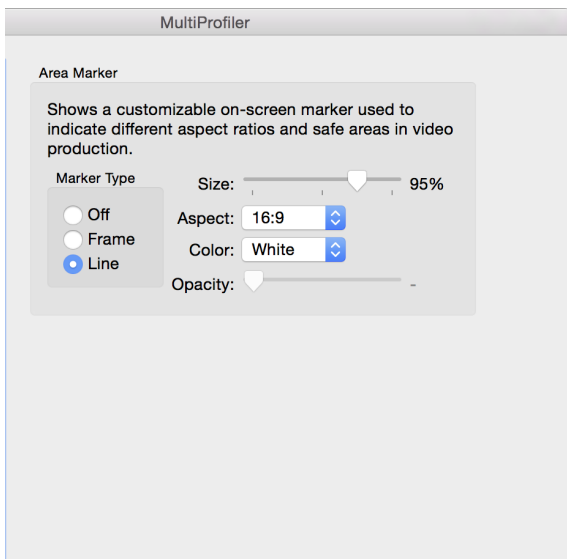 MultiProfiler
Area Marker
Shows a customizable on-screen marker used to
indicate different aspect ratios and safe areas in video
production.
Marker Type
Off
Frame
Line
Size: 95%
Aspect: 16:9
Color: White
Opacity: -